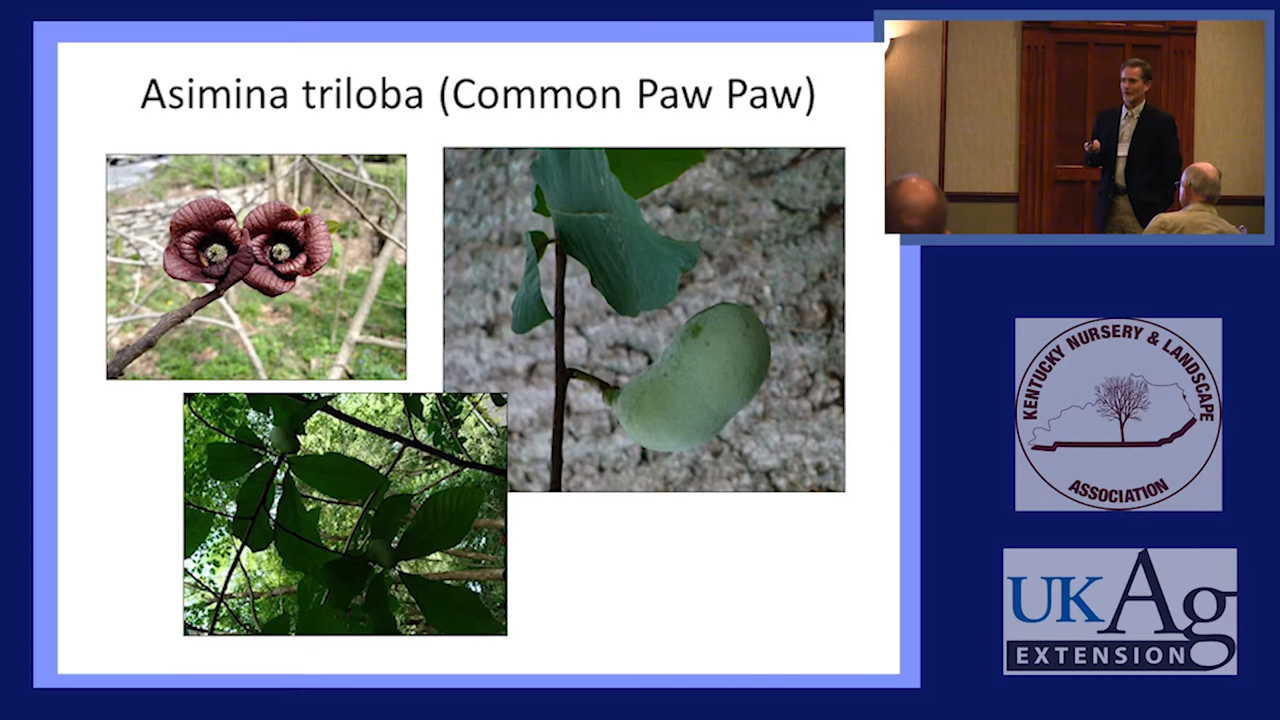 Asimina triloba (Common Paw Paw)
KENTUCKY NURSERY & LANDSCAPE
ASSOCIATION
UKAg
EXTENSION